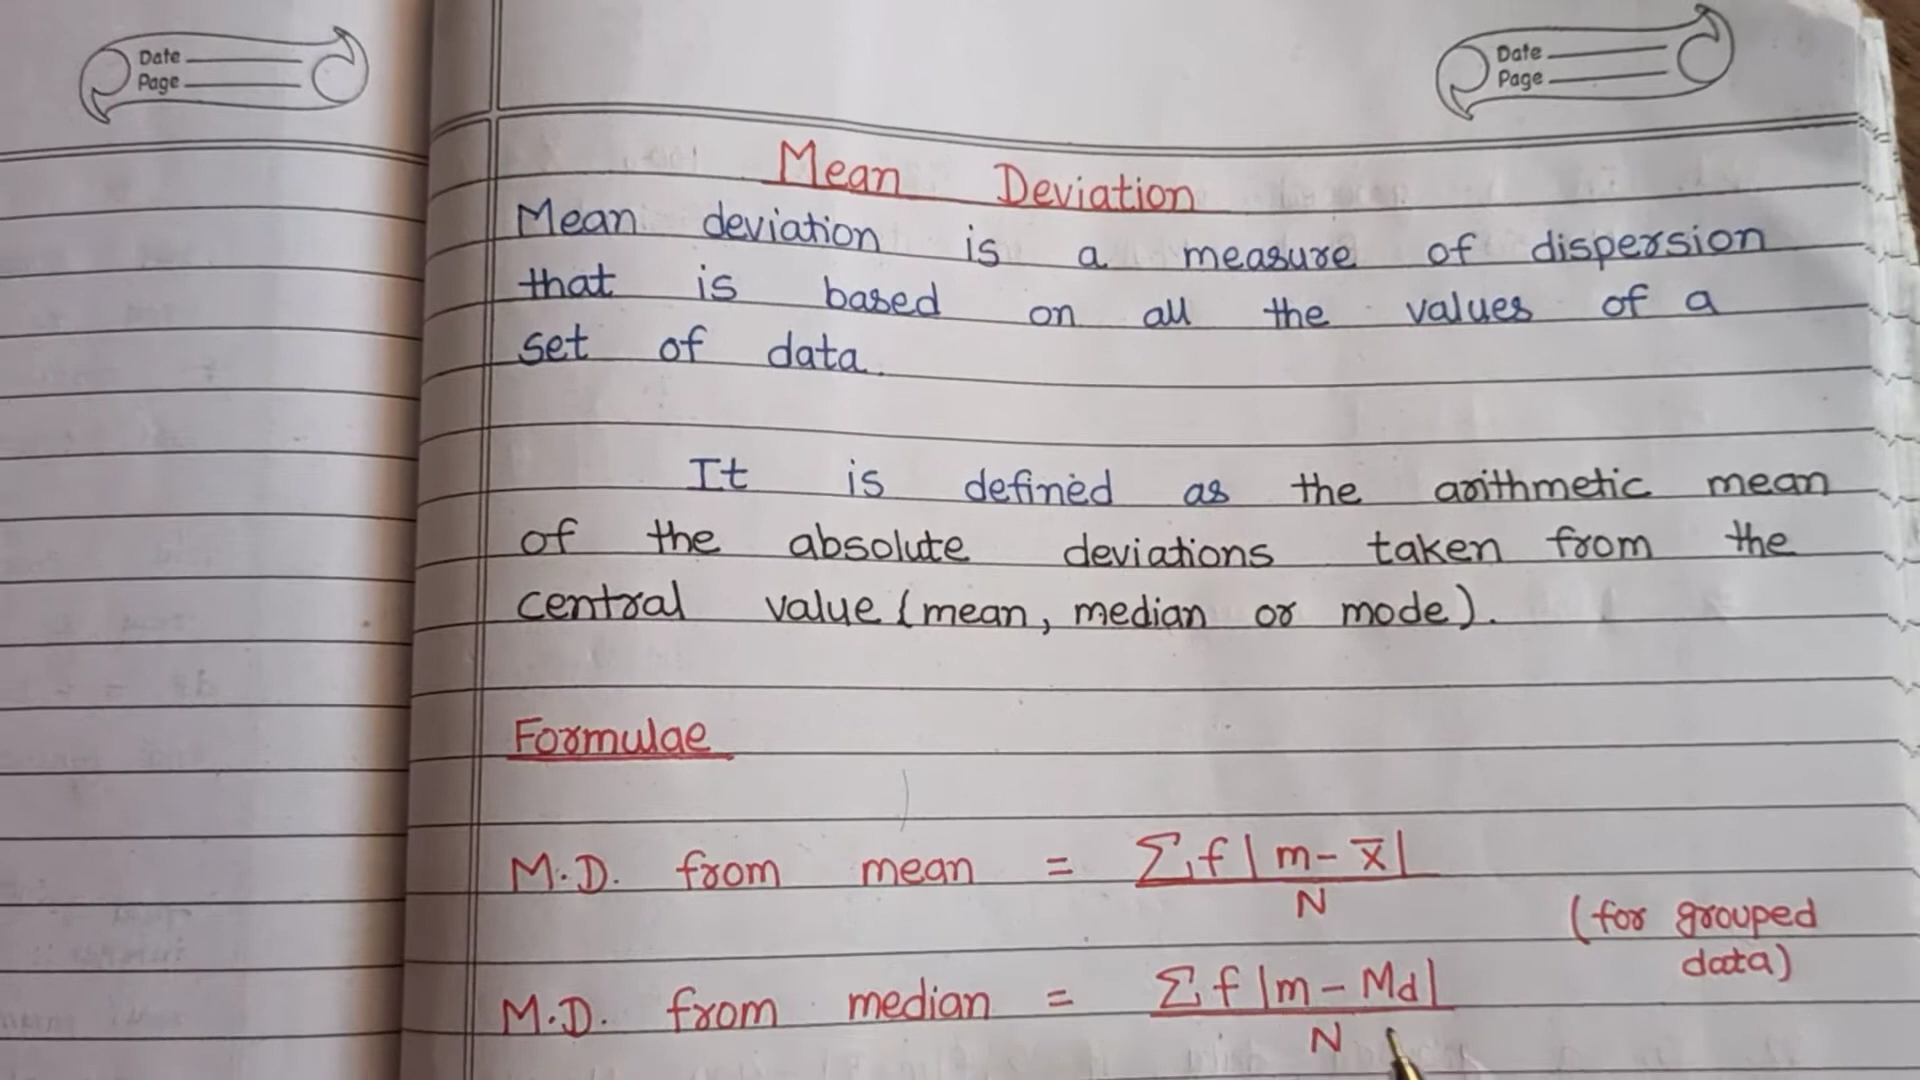 Date
Page
Date
Page
Mean Deviation
Mean deviation is a measure of dispersion
that is based on all the values of a
set of data.
It is defined as the arithmetic mean
of the absolute deviations taken from the
central value (mean, median or mode).
Formulae
M.D. from mean = Σf|m-x̅|
N
(for grouped
data)
M.D. from median = Σf|m-Md|
N